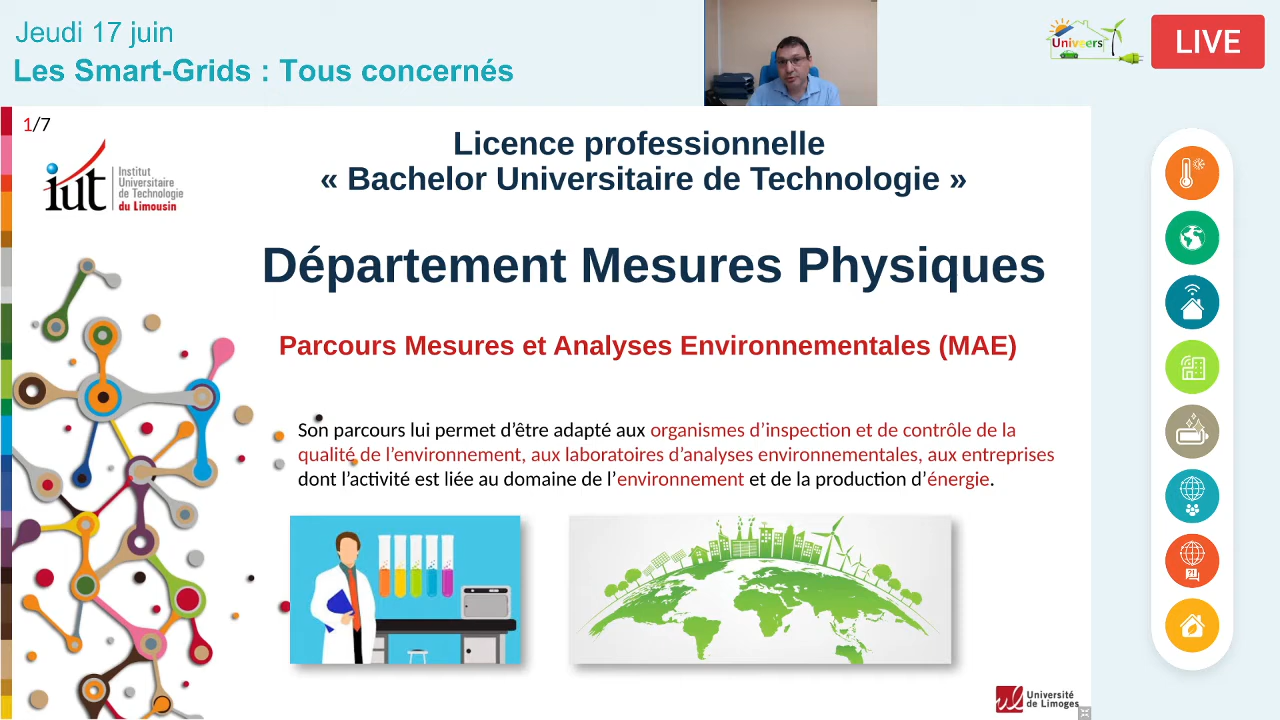 Jeudi 17 juin
Les Smart-Grids : Tous concernés
Univeers
LIVE
1/7
iut
Institut
Universitaire
de Technologie
du Limousin
Licence professionnelle
« Bachelor Universitaire de Technologie »
Département Mesures Physiques
Parcours Mesures et Analyses Environnementales (MAE)
Son parcours lui permet d’être adapté aux organismes d’inspection et de contrôle de la
qualité de l’environnement, aux laboratoires d’analyses environnementales, aux entreprises
dont l’activité est liée au domaine de l’environnement et de la production d’énergie.
ul
Université
de Limoges